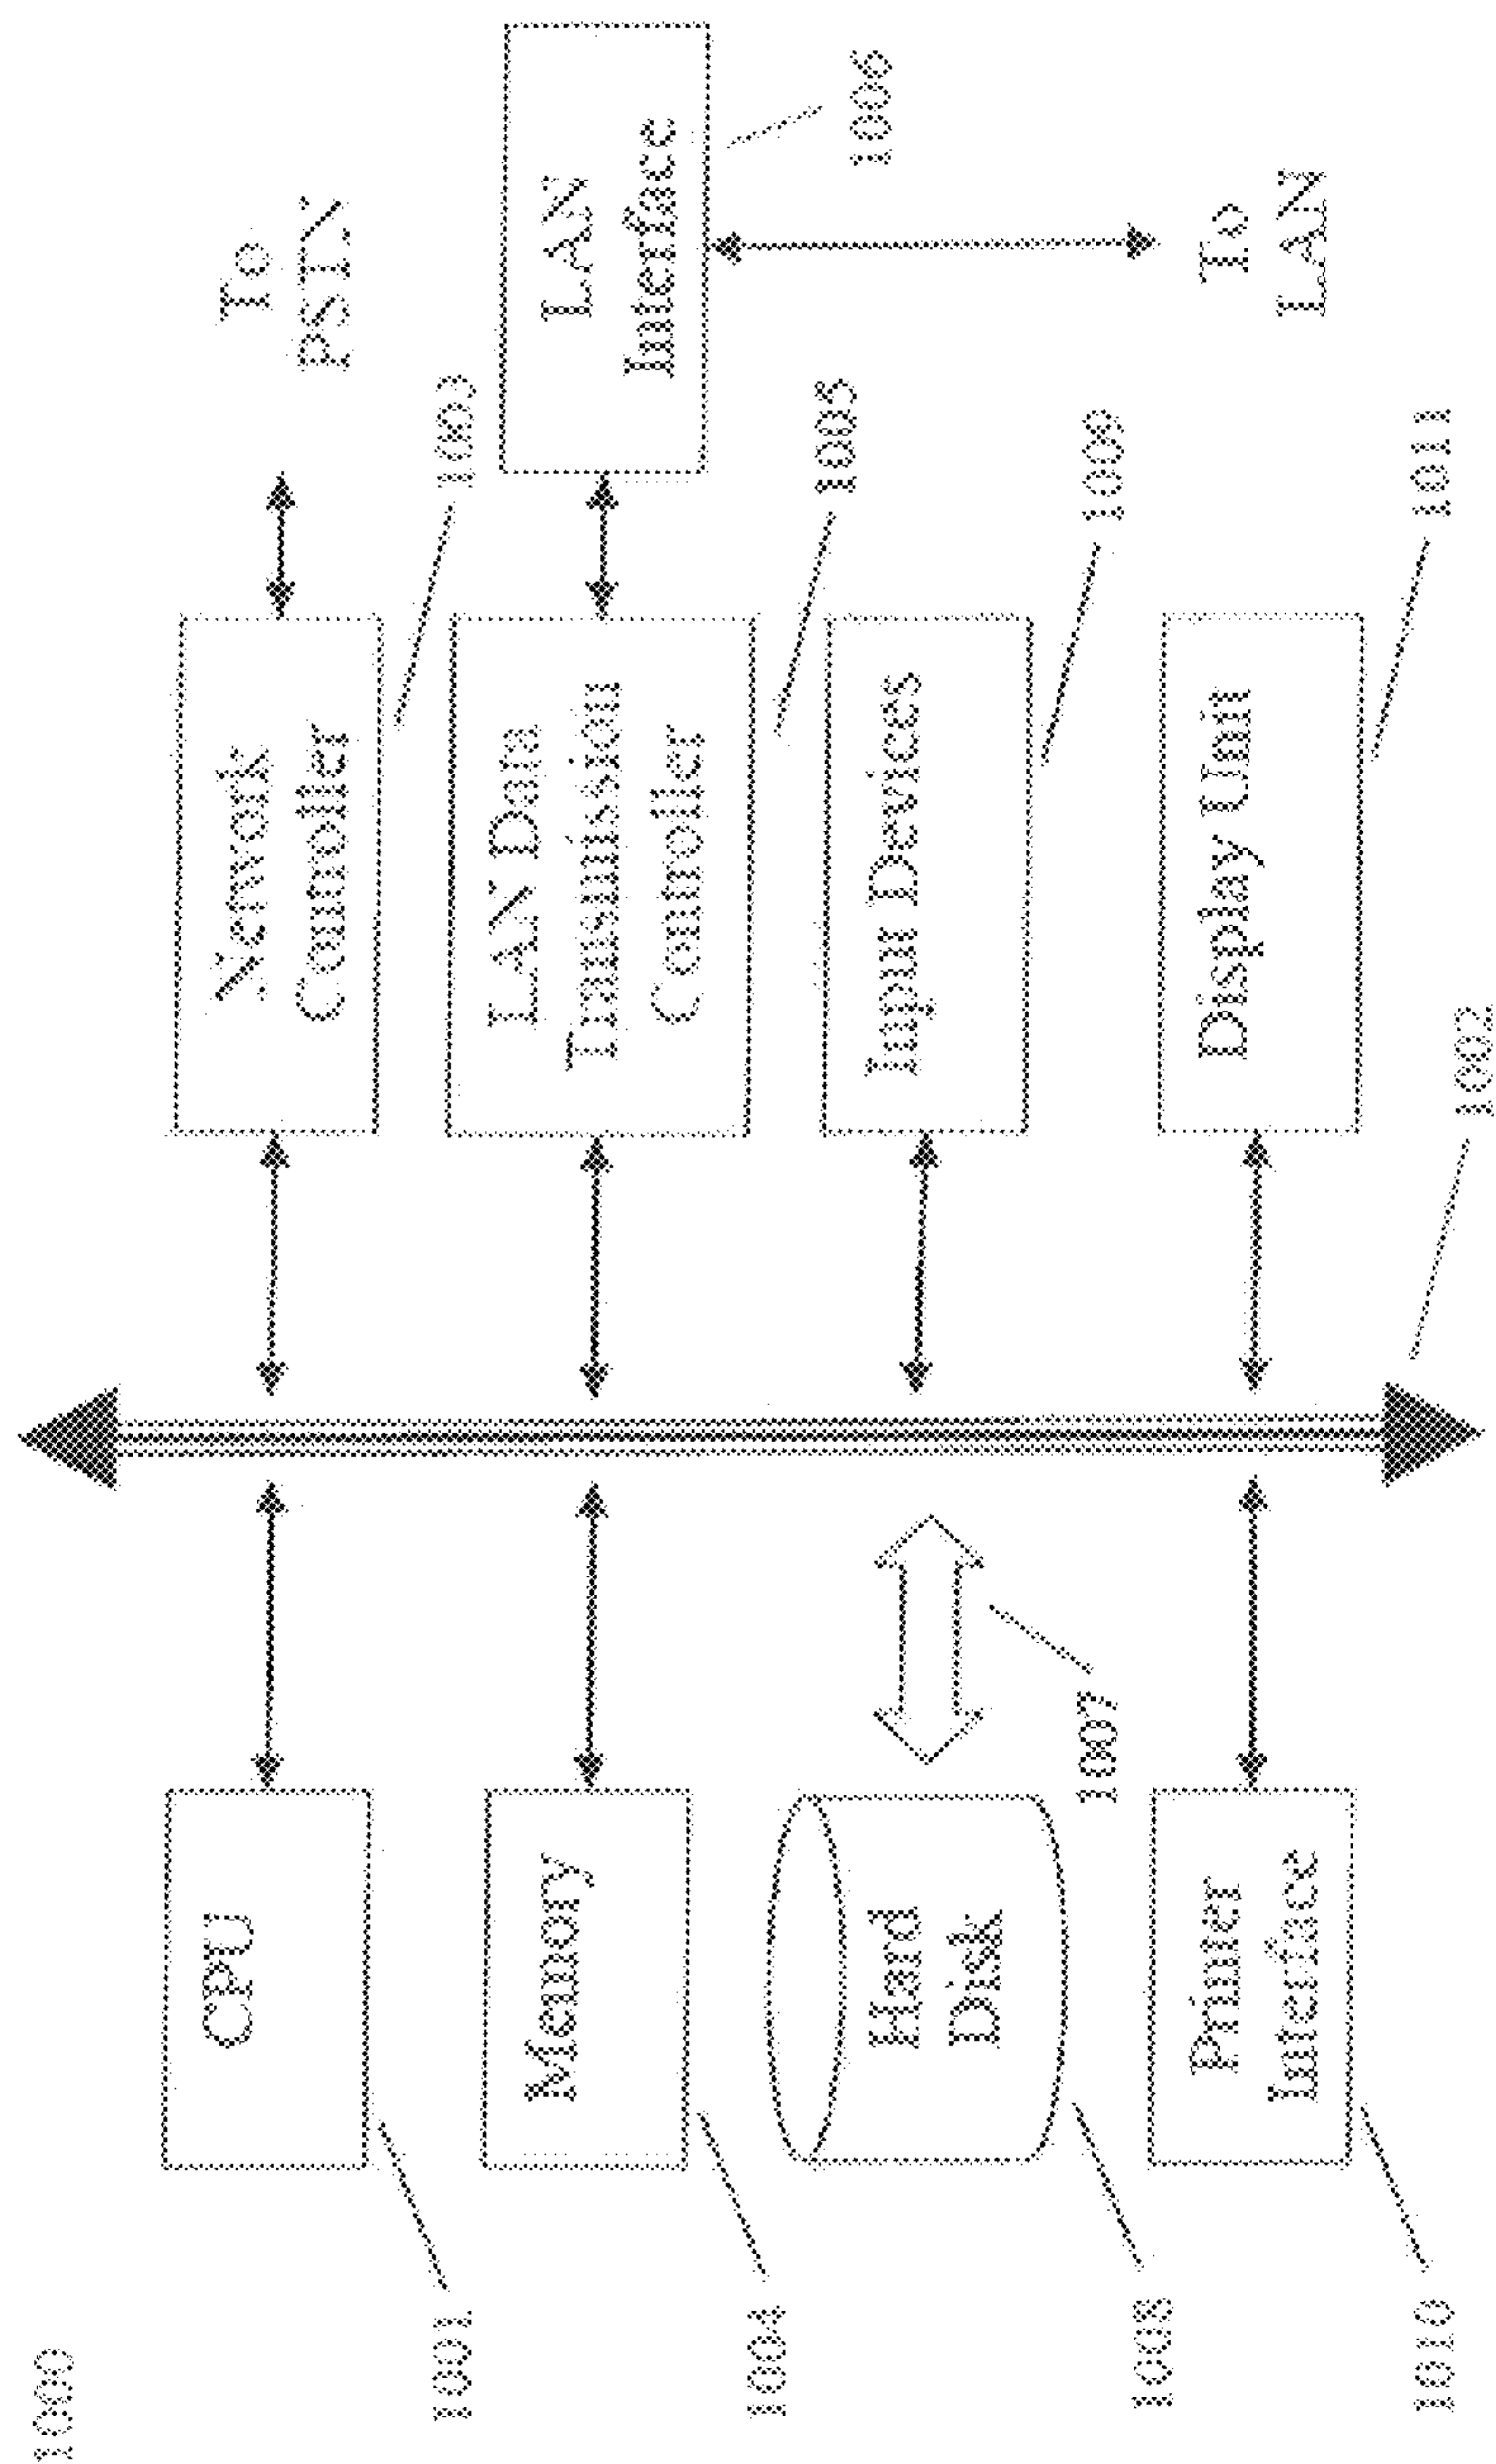 1000
CPU
1001
Memory
1004
Hard
Disk
1008
1007
Printer
Interface
1010
1002
Network
Controller
1003
To
PSTN
LAN Data
Transmission
Controller
1005
LAN
Interface
1006
To
LAN
Input Devices
1009
Display Unit
1011